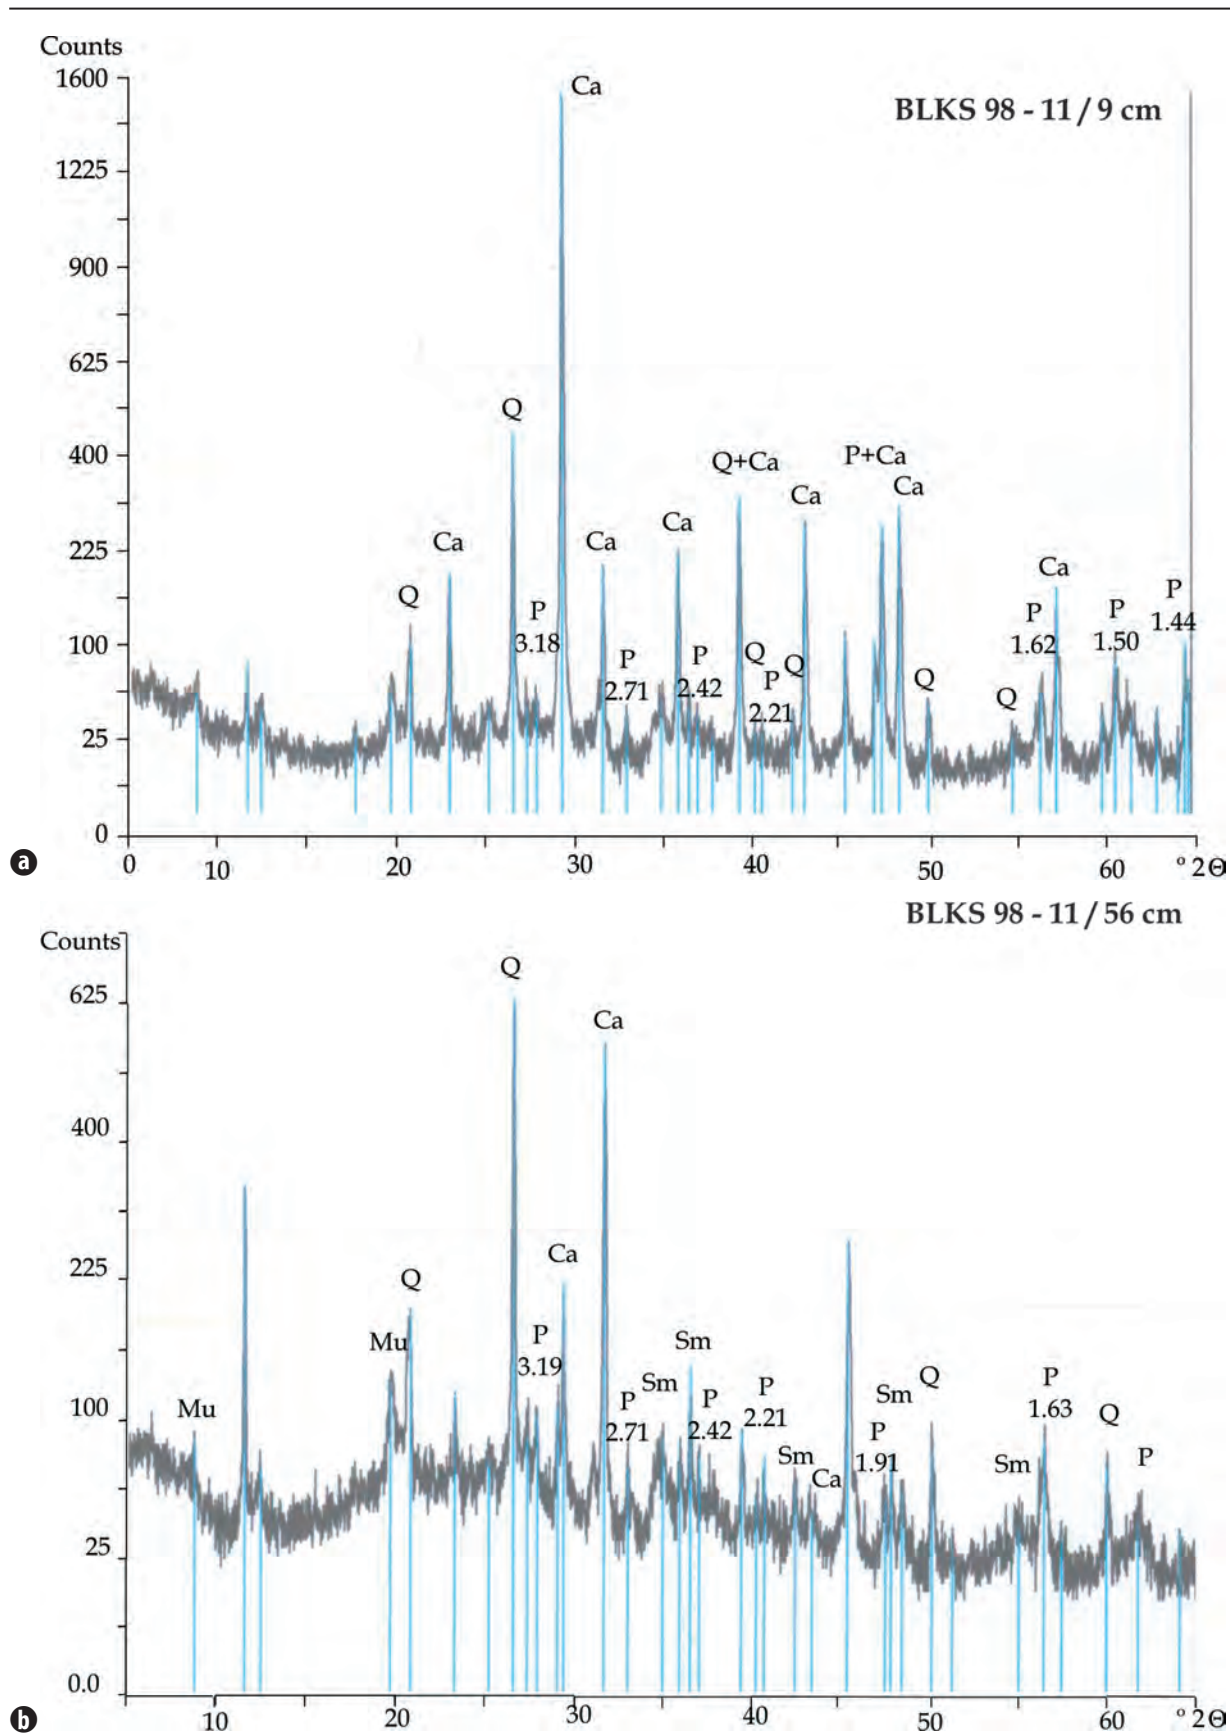 Counts
1600
Ca
BLKS 98 - 11 / 9 cm
1225
900
625
Q
400
Q+Ca
P+Ca
Ca
Ca
Ca
225
Ca
Ca
Ca
Q
P
3.18
P
1.62
P
1.50
P
1.44
100
P
2.71
P
2.42
Q
P
2.21
Q
Q
Q
25
0
a
0
10
20
30
40
50
60
° 2Θ
BLKS 98 - 11 / 56 cm
Counts
Q
625
Ca
400
Ca
225
Q
Mu
P
3.19
Sm
Sm
P
2.21
Q
Sm
P
1.63
Q
Mu
100
P
2.71
P
2.42
P
1.91
Sm
Ca
Sm
P
25
0.0
b
10
20
30
40
50
60
° 2Θ